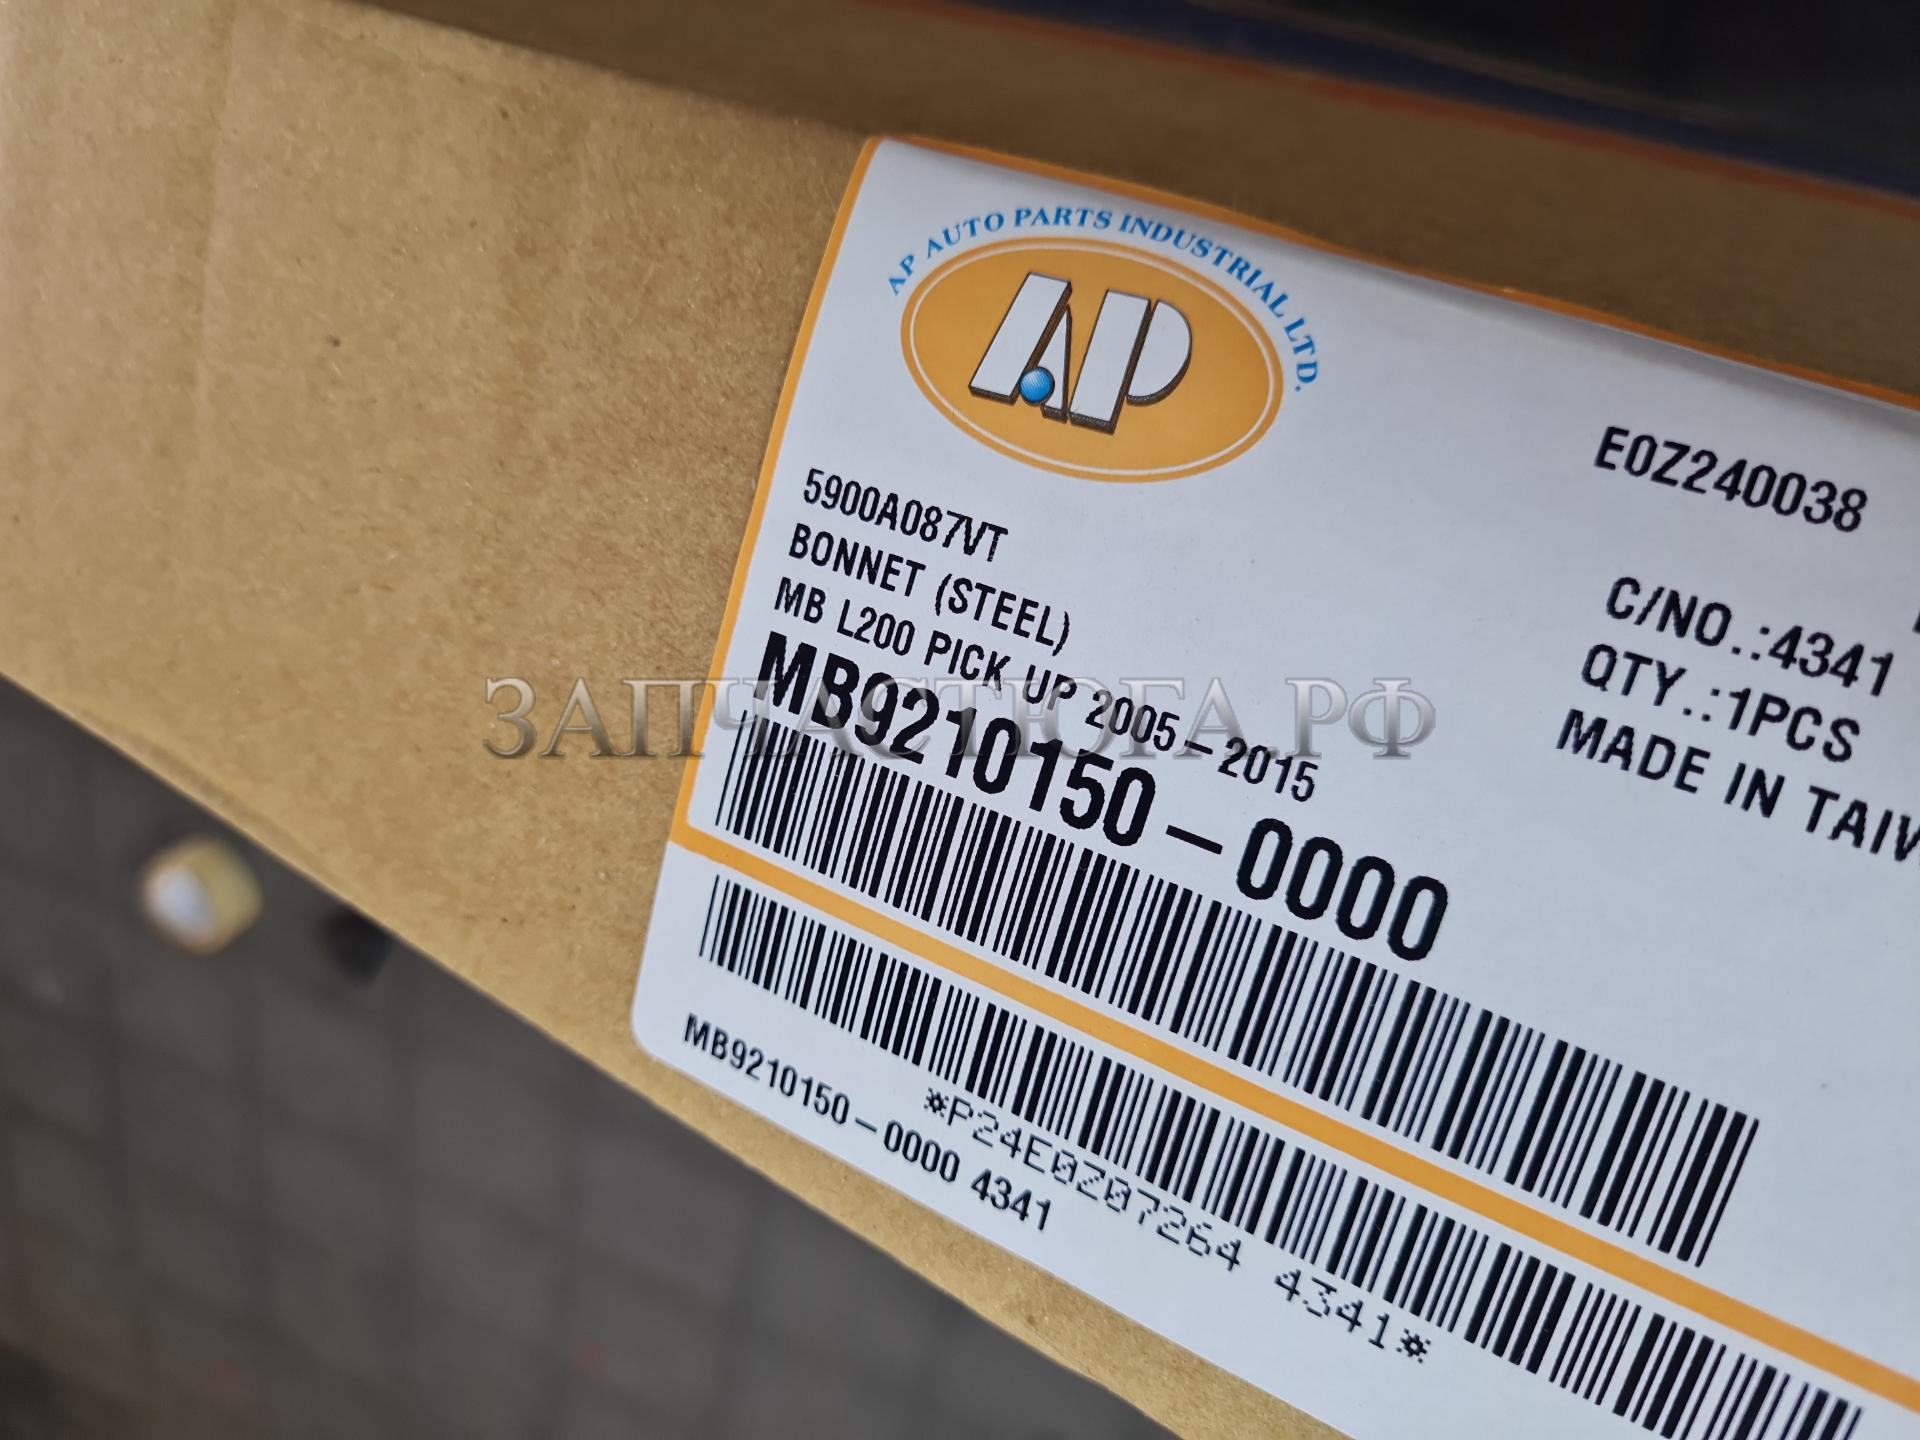 AP AUTO PARTS INDUSTRIAL LTD.
AP
E0Z240038
5900A087VT
BONNET (STEEL)
MB L200 PICK UP 2005-2015
MB9210150-0000
C/NO.:4341
QTY.:1PCS
MADE IN
ЗАПЧАСТЮГА.РФ
*P24E0Z07264 4341*
MB9210150-0000 4341